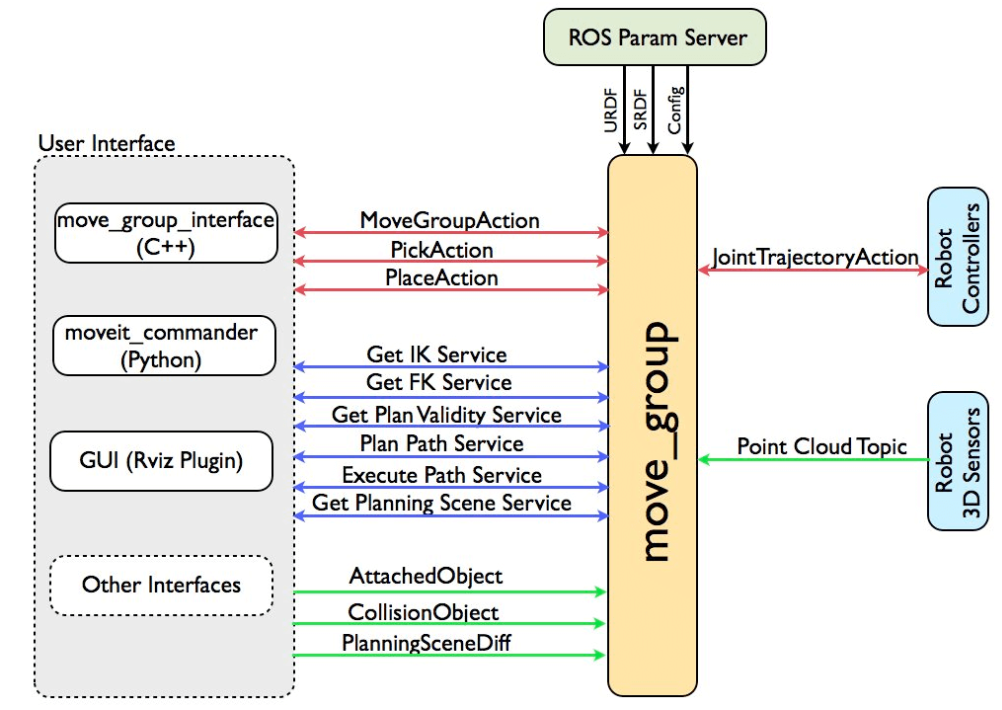 ROS Param Server
URDF
SRDF
Config
User Interface
move_group_interface
(C++)
moveit_commander
(Python)
GUI (Rviz Plugin)
Other Interfaces
MoveGroupAction
PickAction
PlaceAction
Get IK Service
Get FK Service
Get Plan Validity Service
Plan Path Service
Execute Path Service
Get Planning Scene Service
AttachedObject
CollisionObject
PlanningSceneDiff
move_group
JointTrajectoryAction
Robot
Controllers
Point Cloud Topic
Robot
3D Sensors